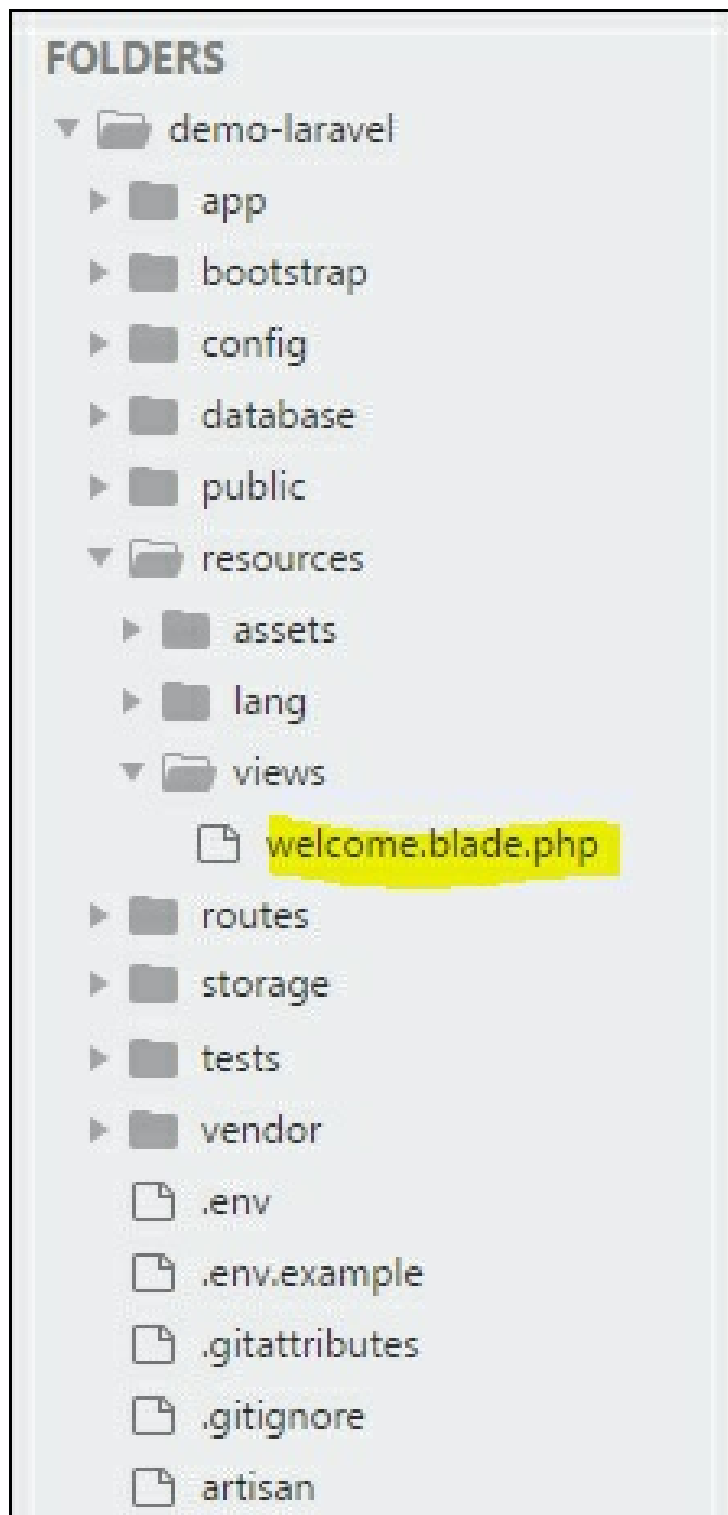 FOLDERS
demo-laravel
app
bootstrap
config
database
public
resources
assets
lang
views
welcome.blade.php
routes
storage
tests
vendor
.env
.env.example
.gitattributes
.gitignore
artisan